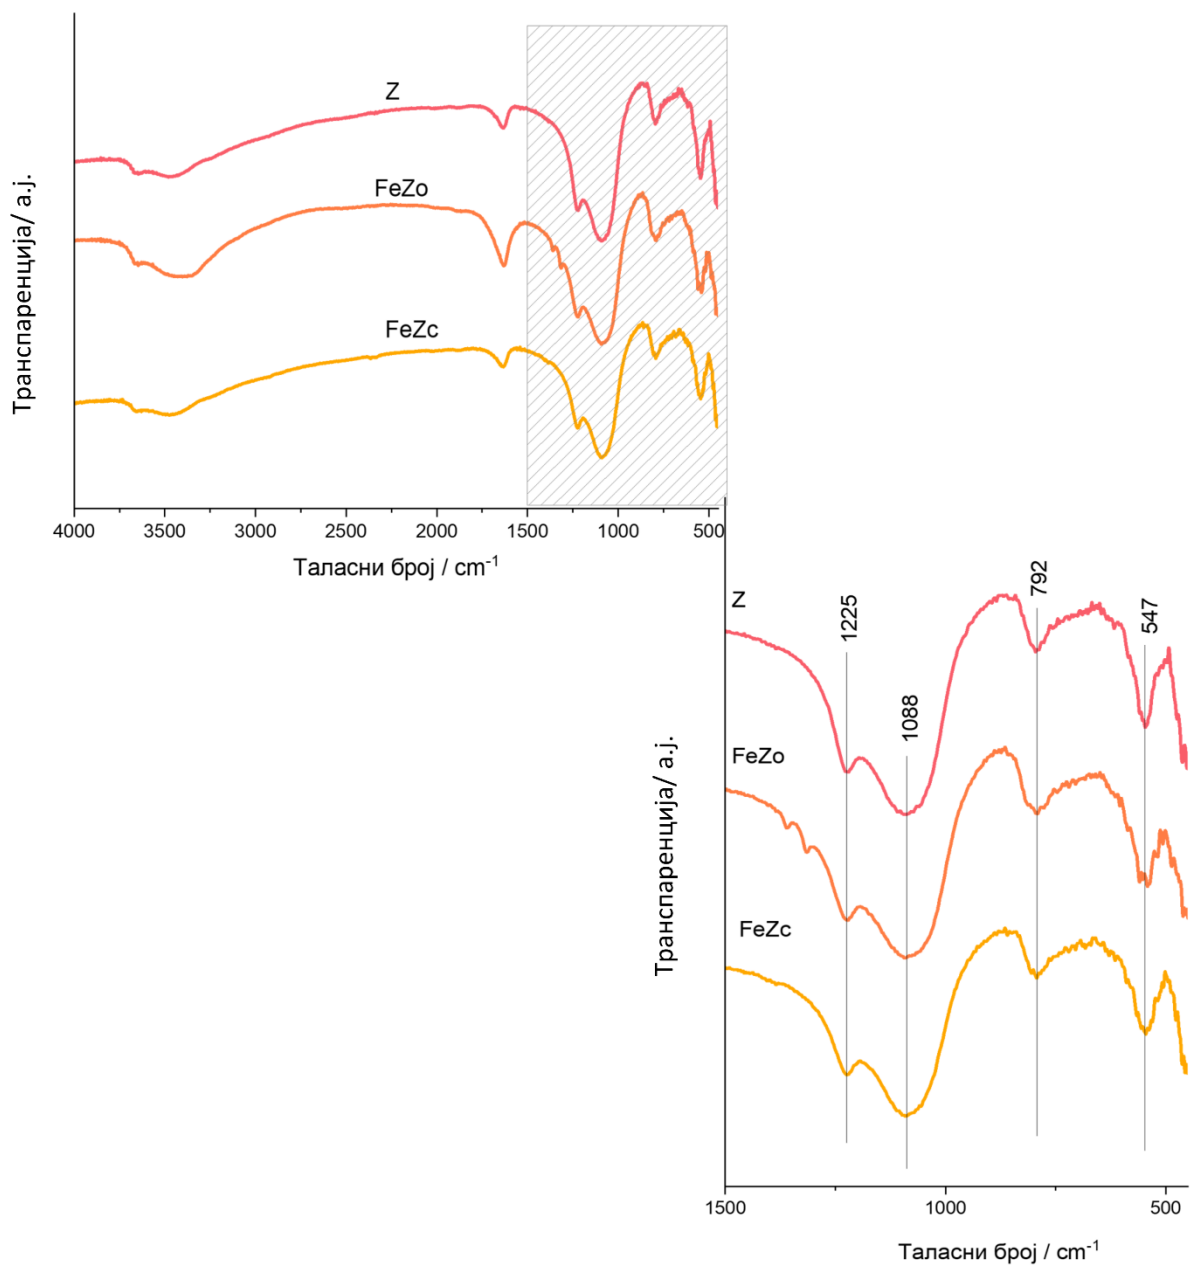 Транспаренција/ a.j.
Z
FeZo
FeZc
4000 3500 3000 2500 2000 1500 1000 500
Таласни број / cm⁻¹
Транспаренција/ a.j.
Z
1225
1088
792
547
FeZo
FeZc
1500 1000 500
Таласни број / cm⁻¹